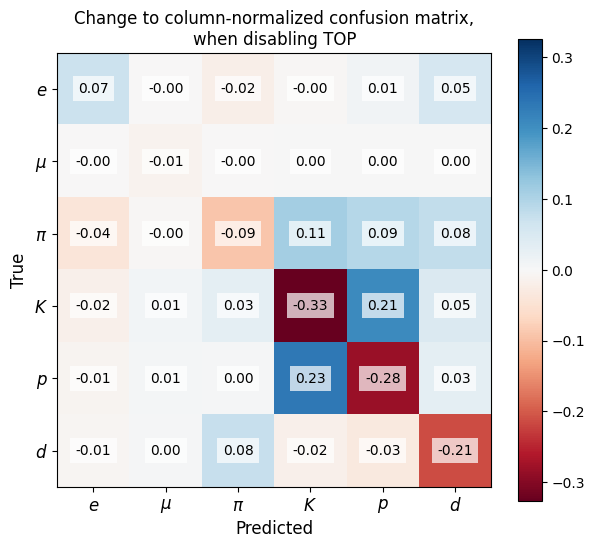 Change to column-normalized confusion matrix,
when disabling TOP
e 0.07 -0.00 -0.02 -0.00 0.01 0.05
μ -0.00 -0.01 -0.00 0.00 0.00 0.00
π -0.04 -0.00 -0.09 0.11 0.09 0.08
K -0.02 0.01 0.03 -0.33 0.21 0.05
p -0.01 0.01 0.00 0.23 -0.28 0.03
d -0.01 0.00 0.08 -0.02 -0.03 -0.21
e μ π K p d
Predicted
True
0.3
0.2
0.1
0.0
−0.1
−0.2
−0.3